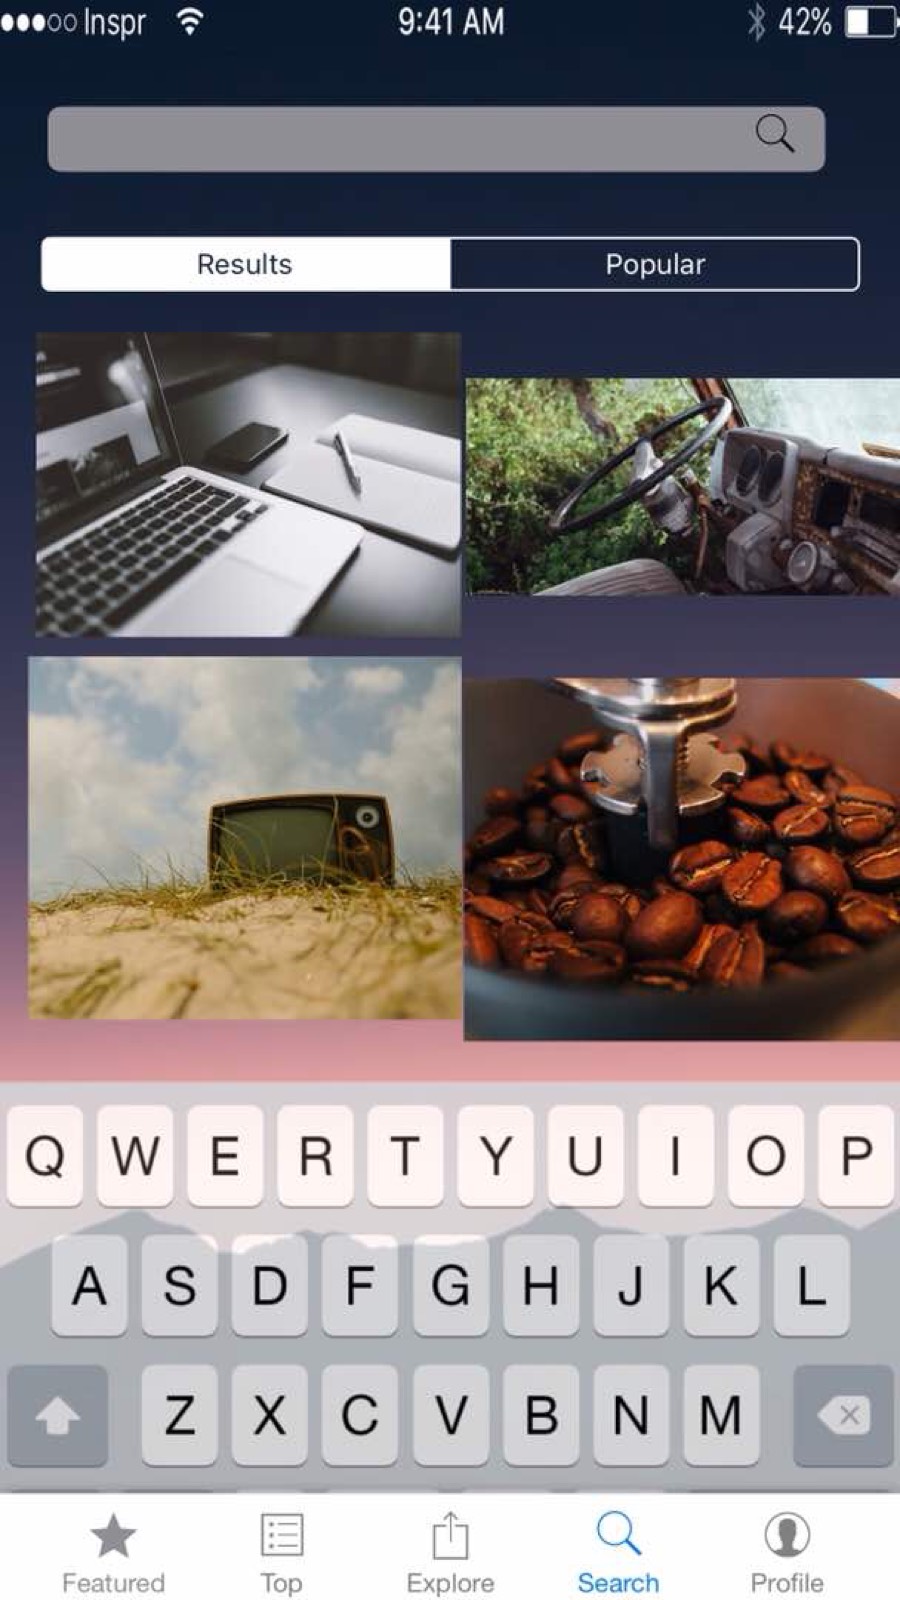 Inspr 9:41 AM 42%
Results Popular
Q W E R T Y U I O P
A S D F G H J K L
Z X C V B N M
Featured Top Explore Search Profile